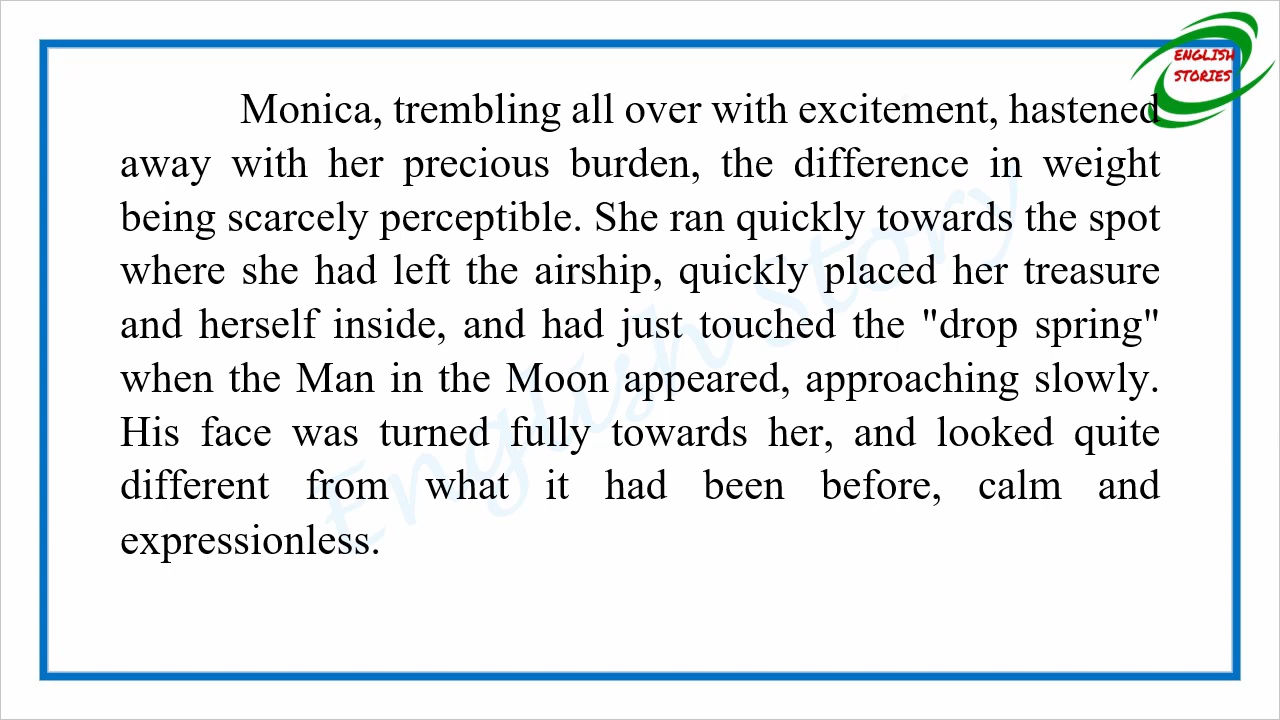 ENGLISH
STORIES
Monica, trembling all over with excitement, hastened
away with her precious burden, the difference in weight
being scarcely perceptible. She ran quickly towards the spot
where she had left the airship, quickly placed her treasure
and herself inside, and had just touched the "drop spring"
when the Man in the Moon appeared, approaching slowly.
His face was turned fully towards her, and looked quite
different from what it had been before, calm and
expressionless.
English Story